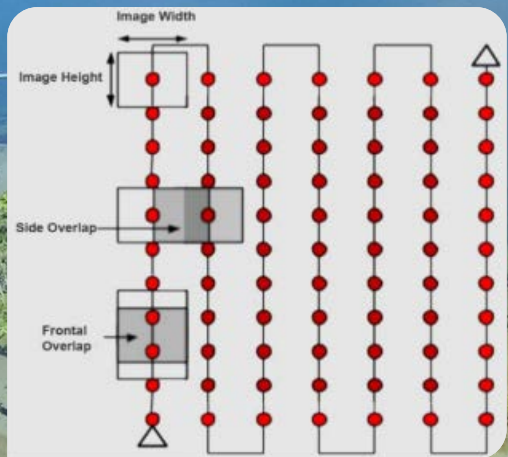 Image Width
Image Height
Side Overlap
Frontal
Overlap